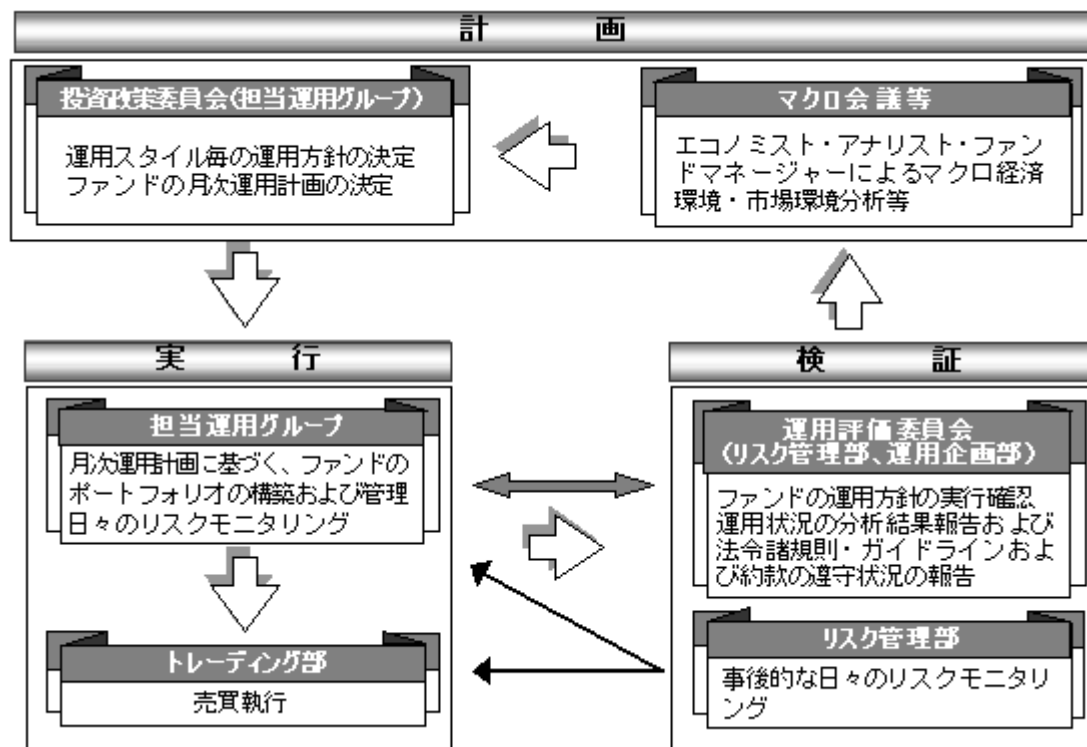 計画
投資政策委員会(担当運用グループ)
運用スタイル毎の運用方針の決定
ファンドの月次運用計画の決定
マクロ会議等
エコノミスト・アナリスト・ファン
ドマネージャーによるマクロ経済
環境・市場環境分析等
実行
担当運用グループ
月次運用計画に基づく、ファンドの
ポートフォリオの構築および管理
日々のリスクモニタリング
トレーディング部
売買執行
検証
運用評価委員会
(リスク管理部、運用企画部)
ファンドの運用方針の実行確認
運用状況の分析結果報告および
法令諸規則・ガイドラインおよ
び約款の遵守状況の報告
リスク管理部
事後的な日々のリスクモニタリ
ング